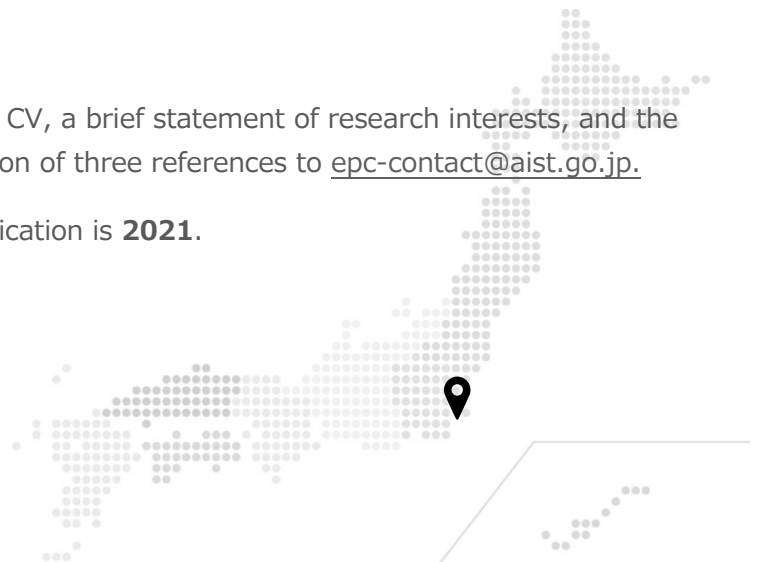 CV, a brief statement of research interests, and the
on of three references to epc-contact@aist.go.jp.
ication is 2021.